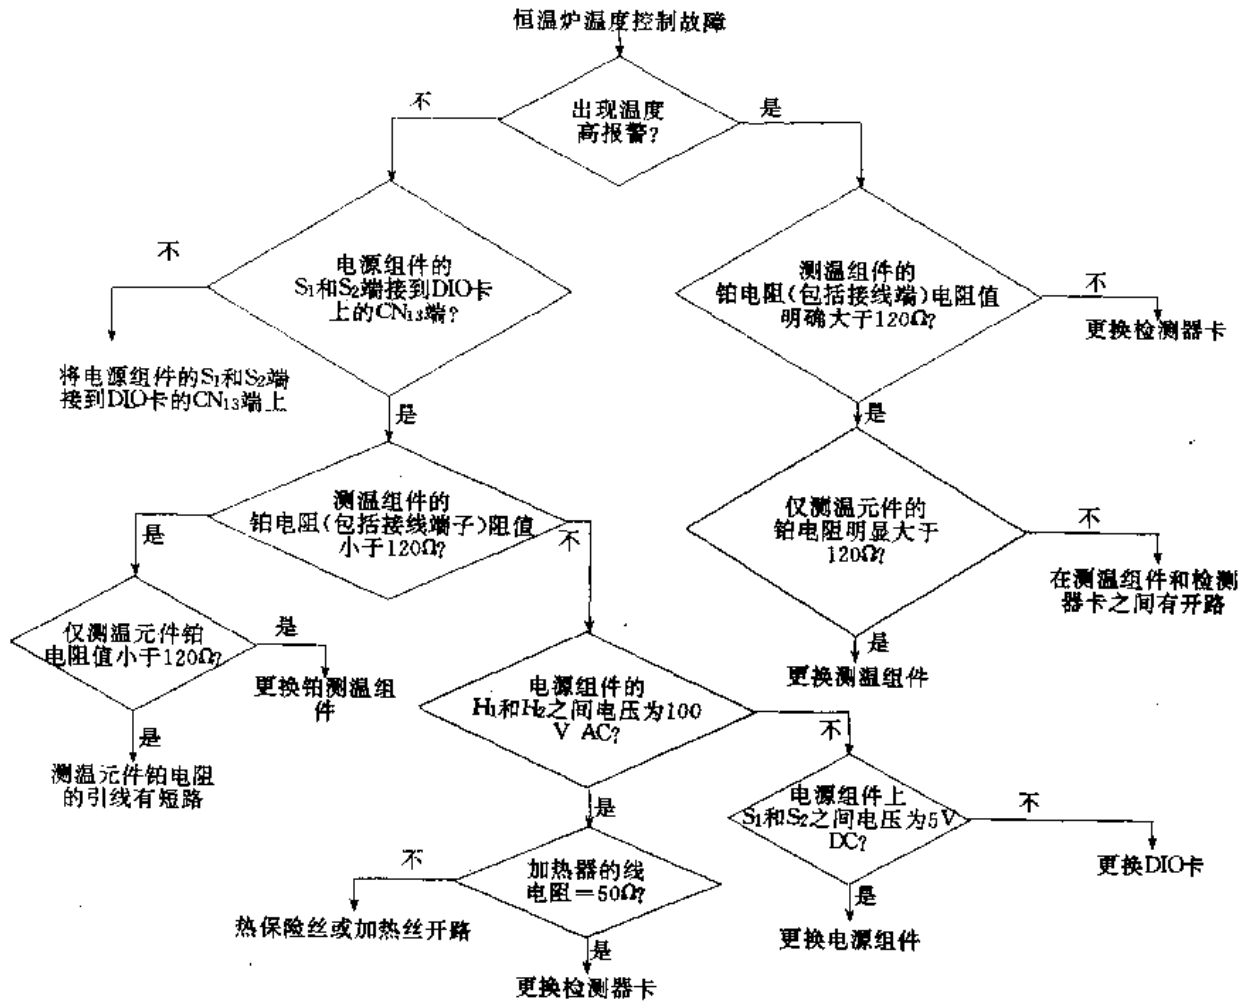 恒温炉温度控制故障
不
是
出现温度
高报警?
不
电源组件的
S₁和S₂端接到DIO卡
上的CN₁₃端?
测温组件的
铂电阻(包括接线端)电阻值
明确大于120Ω?
不
更换检测器卡
将电源组件的S₁和S₂端
接到DIO卡的CN₁₃端上
是
是
测温组件的
铂电阻(包括接线端子)阻值
小于120Ω?
是
不
仅测温元件的
铂电阻明显大于
120Ω?
不
在测温组件和检测
器卡之间有开路
仅测温元件铂
电阻值小于120Ω?
是
更换铂测温组
件
是
更换测温组件
电源组件的
H₁和H₂之间电压为100
V AC?
不
是
测温元件铂电阻
的引线有短路
是
电源组件上
S₁和S₂之间电压为5V
DC?
不
更换DIO卡
不
加热器的线
电阻=50Ω?
是
热保险丝或加热丝开路
更换电源组件
是
更换检测器卡